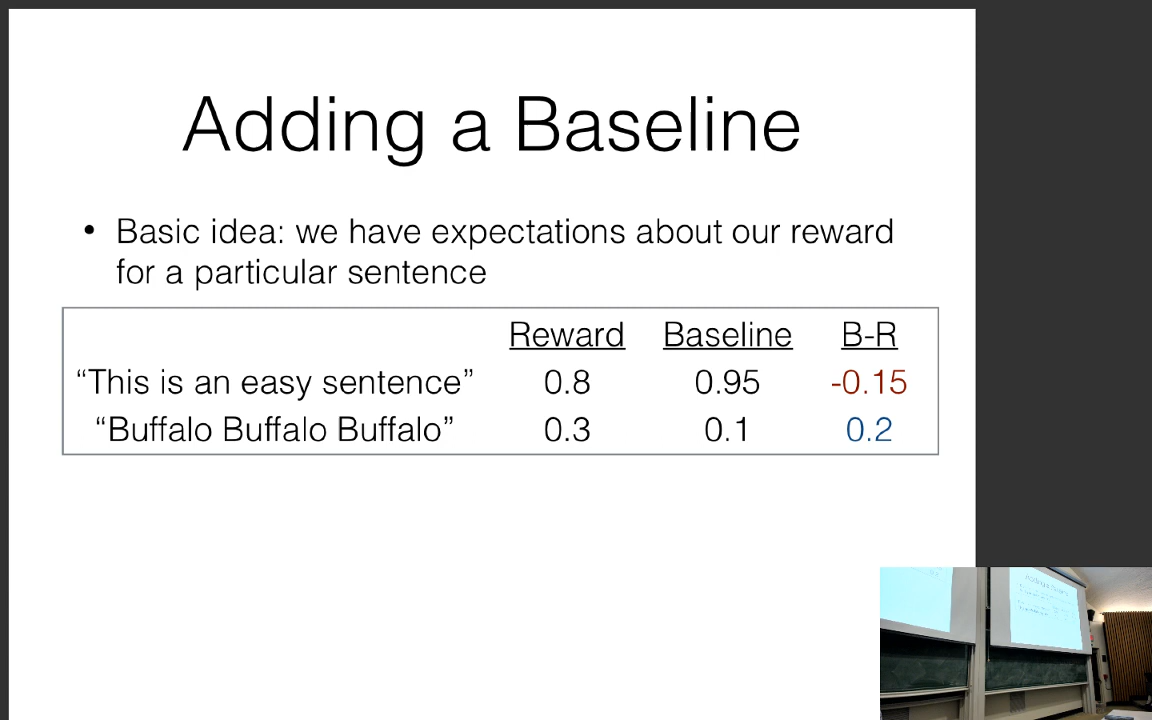 Adding a Baseline
• Basic idea: we have expectations about our reward
for a particular sentence
Reward Baseline B-R
“This is an easy sentence” 0.8 0.95 -0.15
“Buffalo Buffalo Buffalo” 0.3 0.1 0.2